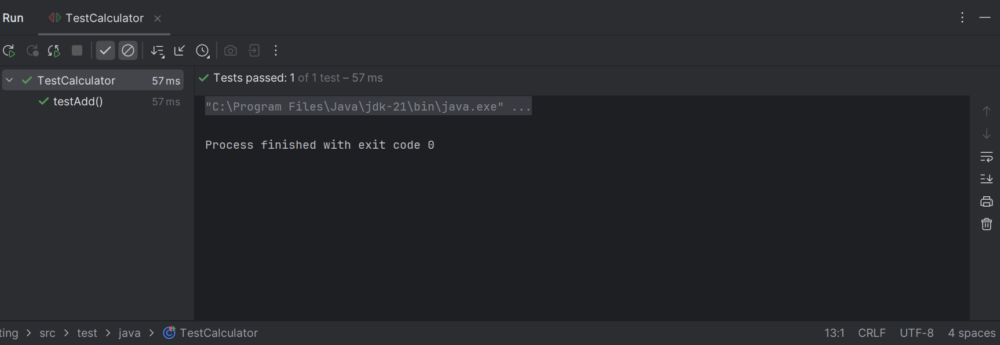 Run TestCalculator
TestCalculator 57 ms
testAdd() 57 ms
Tests passed: 1 of 1 test – 57 ms
"C:\Program Files\Java\jdk-21\bin\java.exe" ...
Process finished with exit code 0
ting > src > test > java > TestCalculator 13:1 CRLF UTF-8 4 spaces